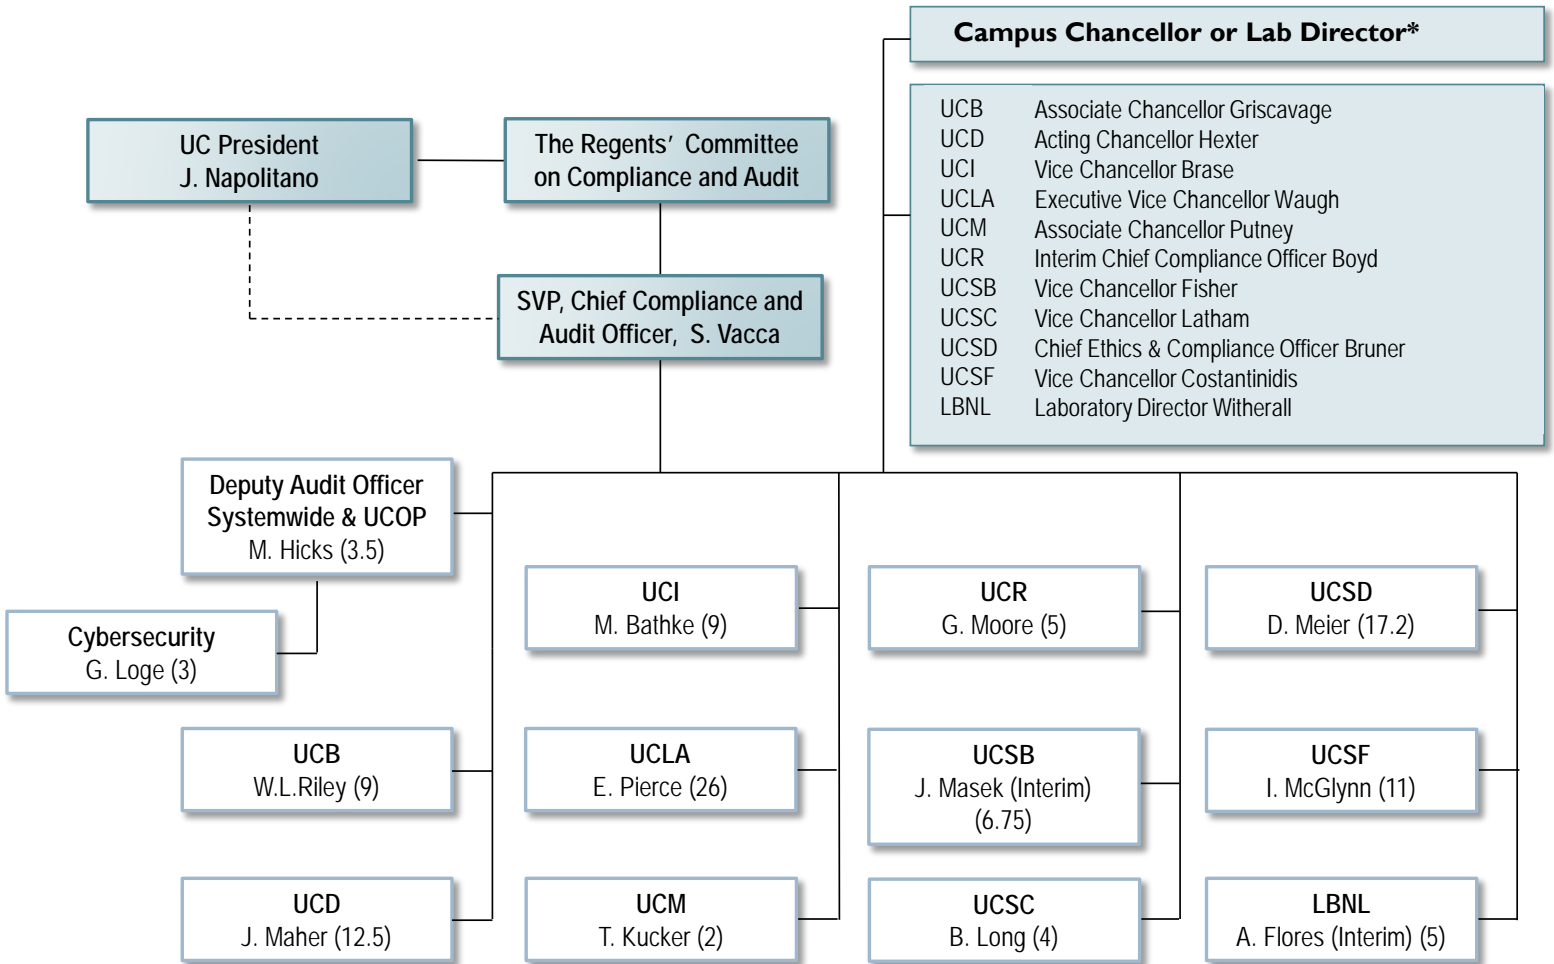 Campus Chancellor or Lab Director*
UCB Associate Chancellor Griscavage
UCD Acting Chancellor Hexter
UCI Vice Chancellor Brase
UCLA Executive Vice Chancellor Waugh
UCM Associate Chancellor Putney
UCR Interim Chief Compliance Officer Boyd
UCSB Vice Chancellor Fisher
UCSC Vice Chancellor Latham
UCSD Chief Ethics & Compliance Officer Bruner
UCSF Vice Chancellor Costantinidis
LBNL Laboratory Director Witherall
UC President
J. Napolitano
The Regents’ Committee
on Compliance and Audit
SVP, Chief Compliance and
Audit Officer, S. Vacca
Deputy Audit Officer
Systemwide & UCOP
M. Hicks (3.5)
Cybersecurity
G. Loge (3)
UCI
M. Bathke (9)
UCR
G. Moore (5)
UCSD
D. Meier (17.2)
UCB
W.L.Riley (9)
UCLA
E. Pierce (26)
UCSB
J. Masek (Interim)
(6.75)
UCSF
I. McGlynn (11)
UCD
J. Maher (12.5)
UCM
T. Kucker (2)
UCSC
B. Long (4)
LBNL
A. Flores (Interim) (5)